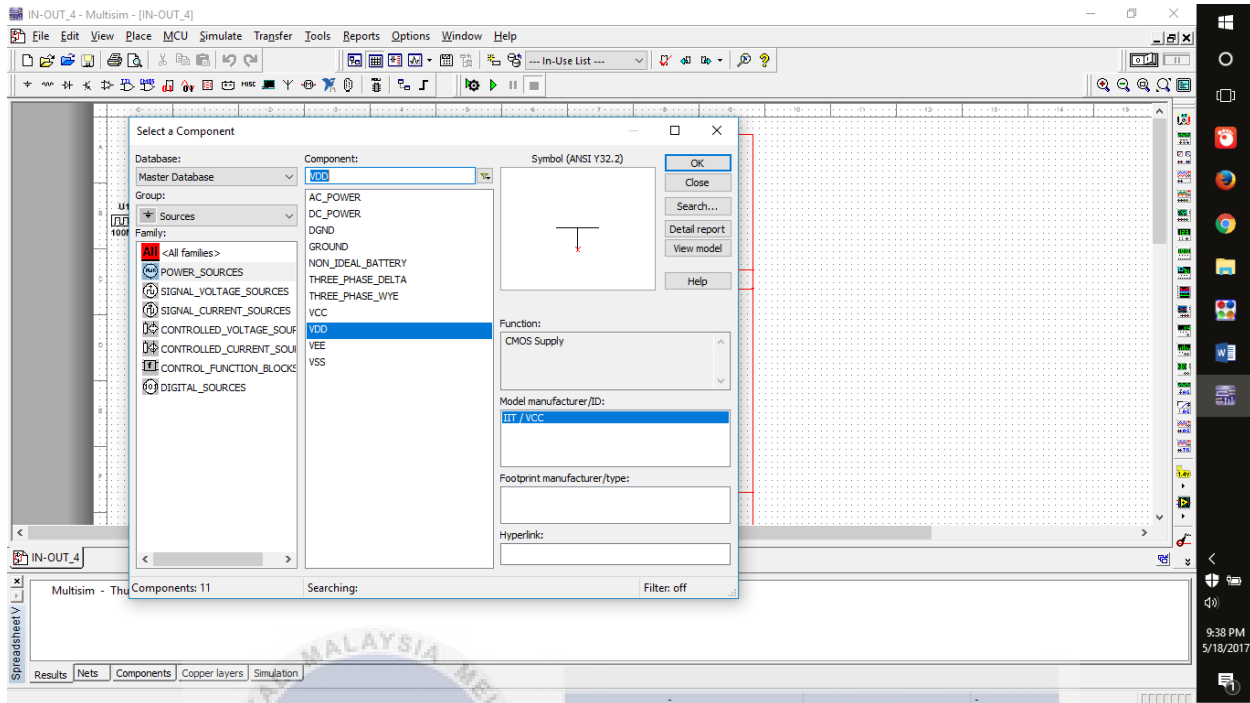 IN-OUT_4 - Multisim - [IN-OUT_4]
File Edit View Place MCU Simulate Transfer Tools Reports Options Window Help
--- In-Use List ---
MISC
Select a Component
Database:
Master Database
Group:
Sources
Family:
All <All families>
POWER_SOURCES
SIGNAL_VOLTAGE_SOURCES
SIGNAL_CURRENT_SOURCES
CONTROLLED_VOLTAGE_SOUR
CONTROLLED_CURRENT_SOUR
CONTROL_FUNCTION_BLOCKS
DIGITAL_SOURCES
Component:
VDD
AC_POWER
DC_POWER
DGND
GROUND
NON_IDEAL_BATTERY
THREE_PHASE_DELTA
THREE_PHASE_WYE
VCC
VDD
VEE
VSS
Symbol (ANSI Y32.2)
OK
Close
Search...
Detail report
View model
Help
Function:
CMOS Supply
Model manufacturer/ID:
IIT / VCC
Footprint manufacturer/type:
Hyperlink:
Components: 11
Searching:
Filter: off
IN-OUT_4
Multisim - Thu
Spreadsheet V
Results Nets Components Copper layers Simulation
MALAYSIA
9:38 PM
5/18/2017